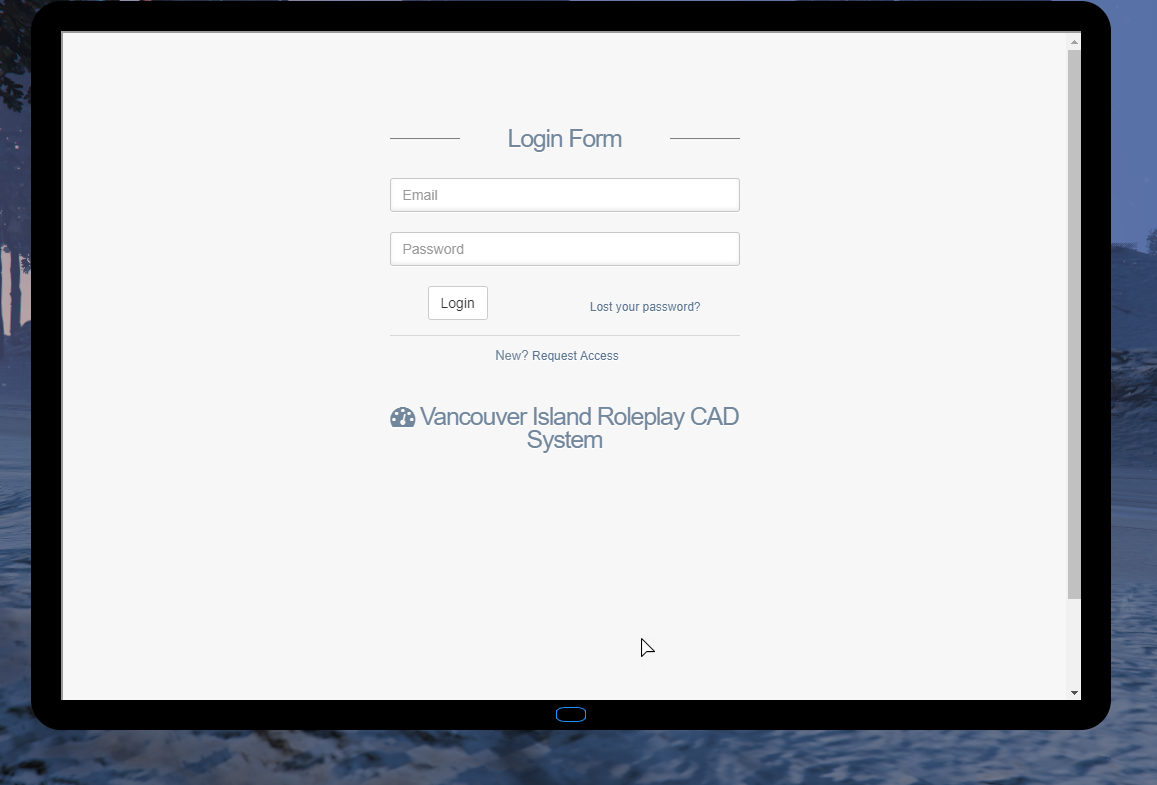 Login Form
Email
Password
Login
Lost your password?
New? Request Access
Vancouver Island Roleplay CAD
System